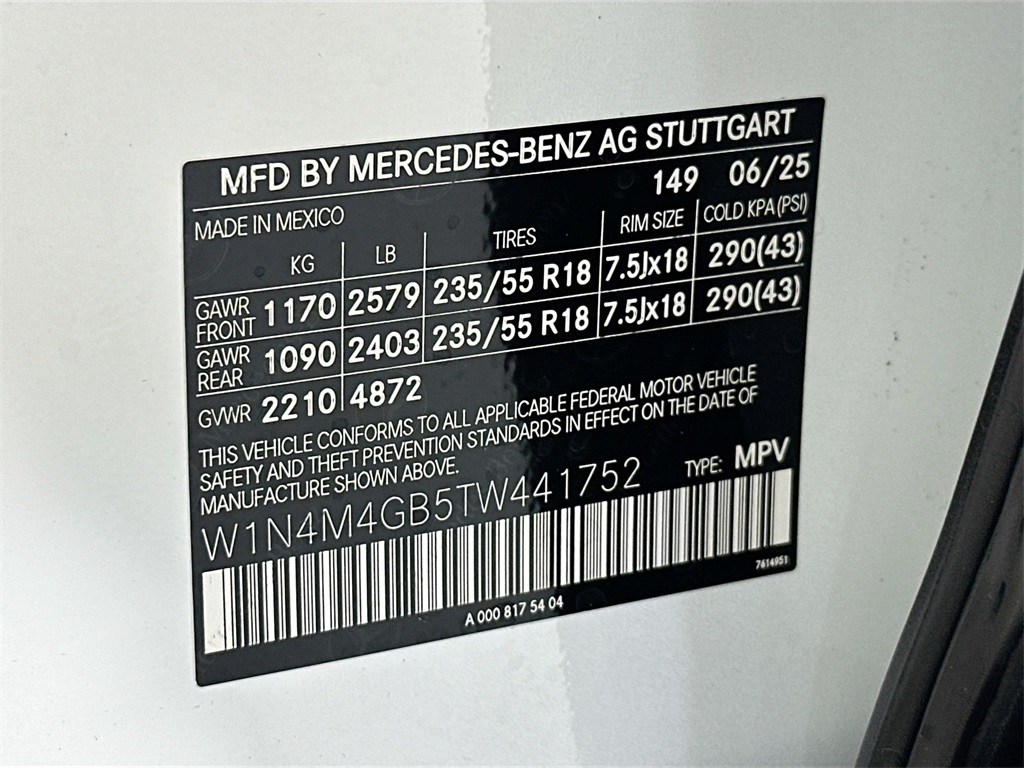 MFD BY MERCEDES-BENZ AG STUTTGART
149 06/25
MADE IN MEXICO
KG LB TIRES RIM SIZE COLD KPA (PSI)
GAWR FRONT 1170 2579 235/55 R18 7.5Jx18 290(43)
GAWR REAR 1090 2403 235/55 R18 7.5Jx18 290(43)
GVWR 2210 4872
THIS VEHICLE CONFORMS TO ALL APPLICABLE FEDERAL MOTOR VEHICLE
SAFETY AND THEFT PREVENTION STANDARDS IN EFFECT ON THE DATE OF
MANUFACTURE SHOWN ABOVE.
TYPE: MPV
W1N4M4GB5TW441752
7614951
A 000 817 54 04